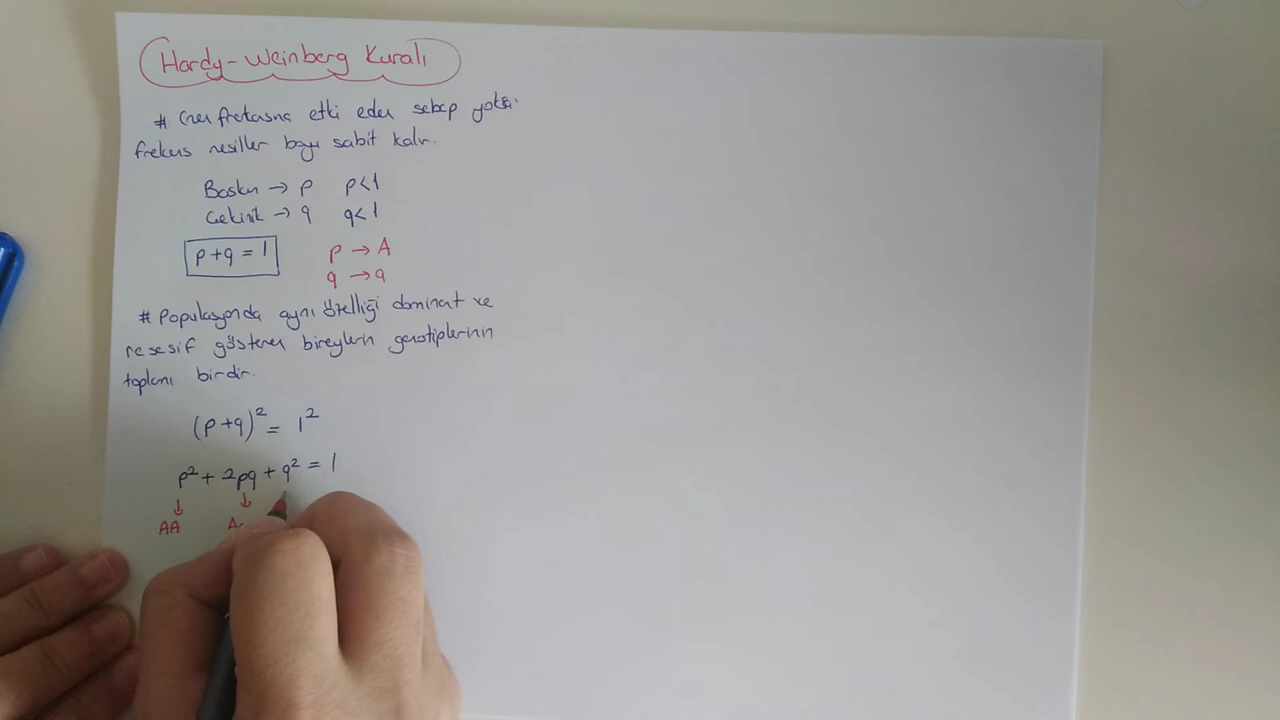 Hardy-Weinberg Kuralı
# Gen frekansına etki eden sebep yoksa
frekans nesiller boyu sabit kalır.
Baskın → p p<1
Çekinik → q q<1
p+q = 1 p → A
q → a
# Populasyonda aynı özelliği dominat ve
resesif gösteren bireylerin genotiplerinin
toplamı birdir.
(p+q)² = 1²
p² + 2pq + q² = 1
↓ ↓
AA A